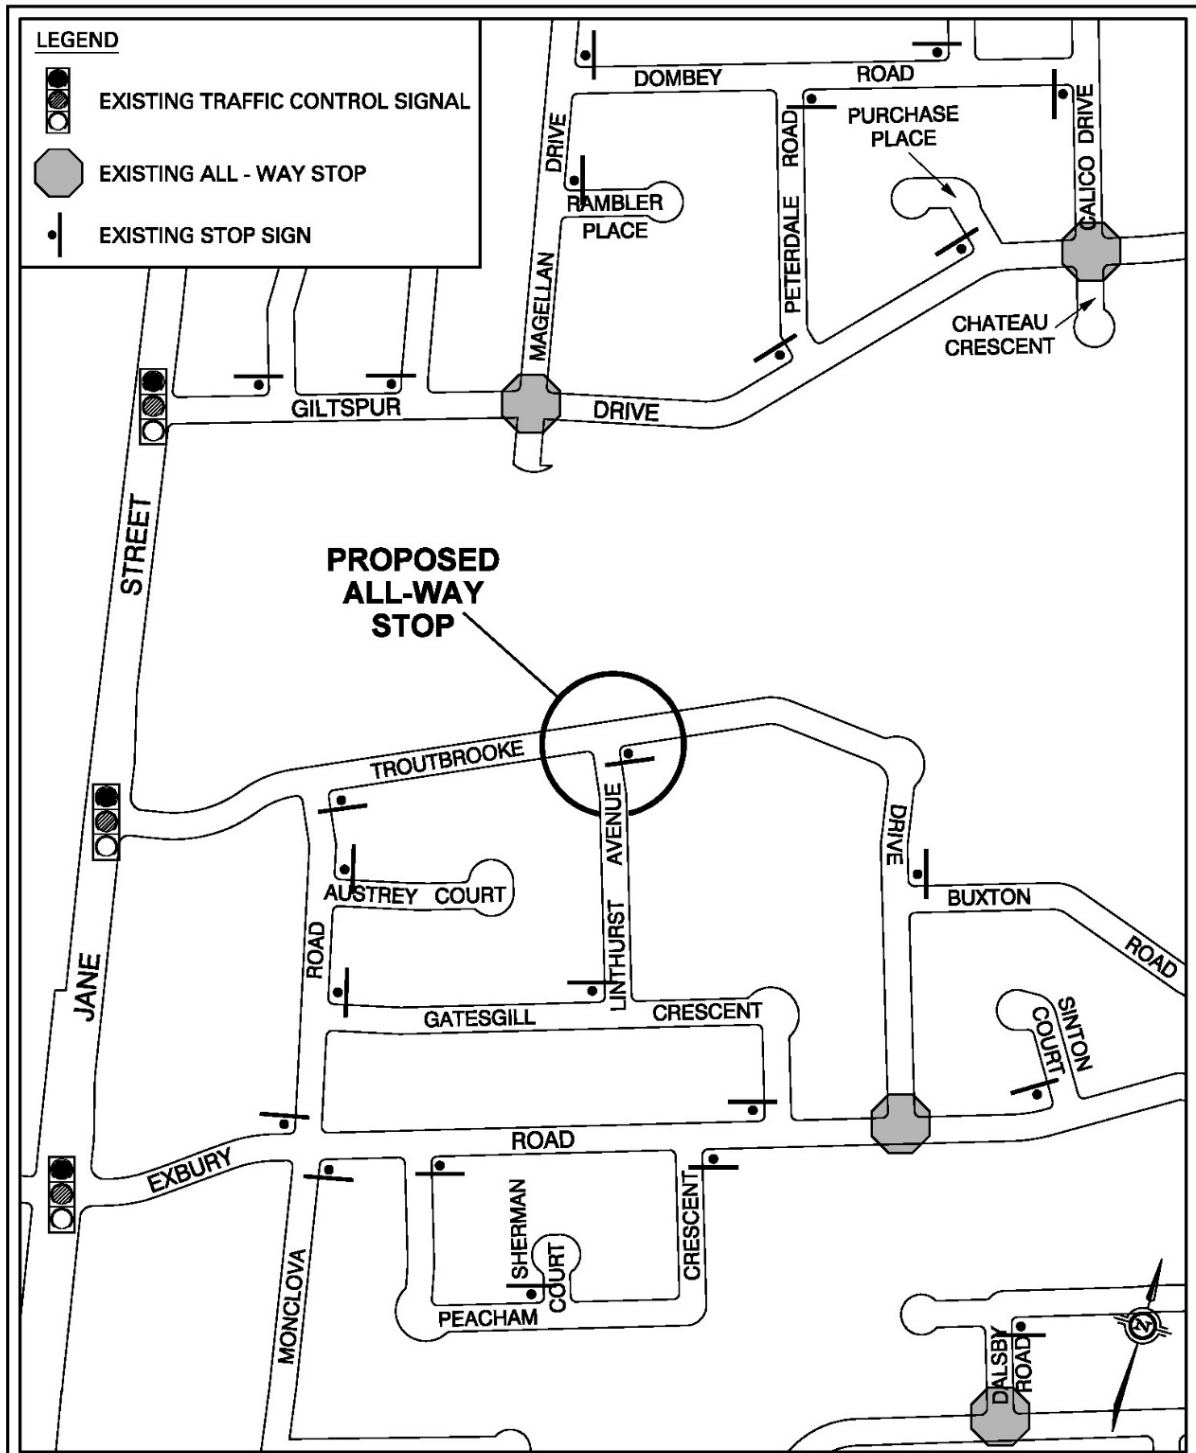 LEGEND
EXISTING TRAFFIC CONTROL SIGNAL
EXISTING ALL - WAY STOP
EXISTING STOP SIGN
DOMBEY ROAD
PURCHASE
PLACE
RAMBLER
PLACE
MAGELLAN DRIVE
PETERDALE ROAD
CALICO DRIVE
CHATEAU
CRESCENT
GILTSPUR DRIVE
JANE STREET
PROPOSED
ALL-WAY
STOP
TROUTBROOKE DRIVE
LINTHURST AVENUE
AUSTREY COURT
BUXTON ROAD
GATESGILL CRESCENT
SINTON
COURT
EXBURY ROAD
MONCLOVA ROAD
SHERMAN
COURT
PEACHAM CRESCENT
DALSBY
ROAD
N